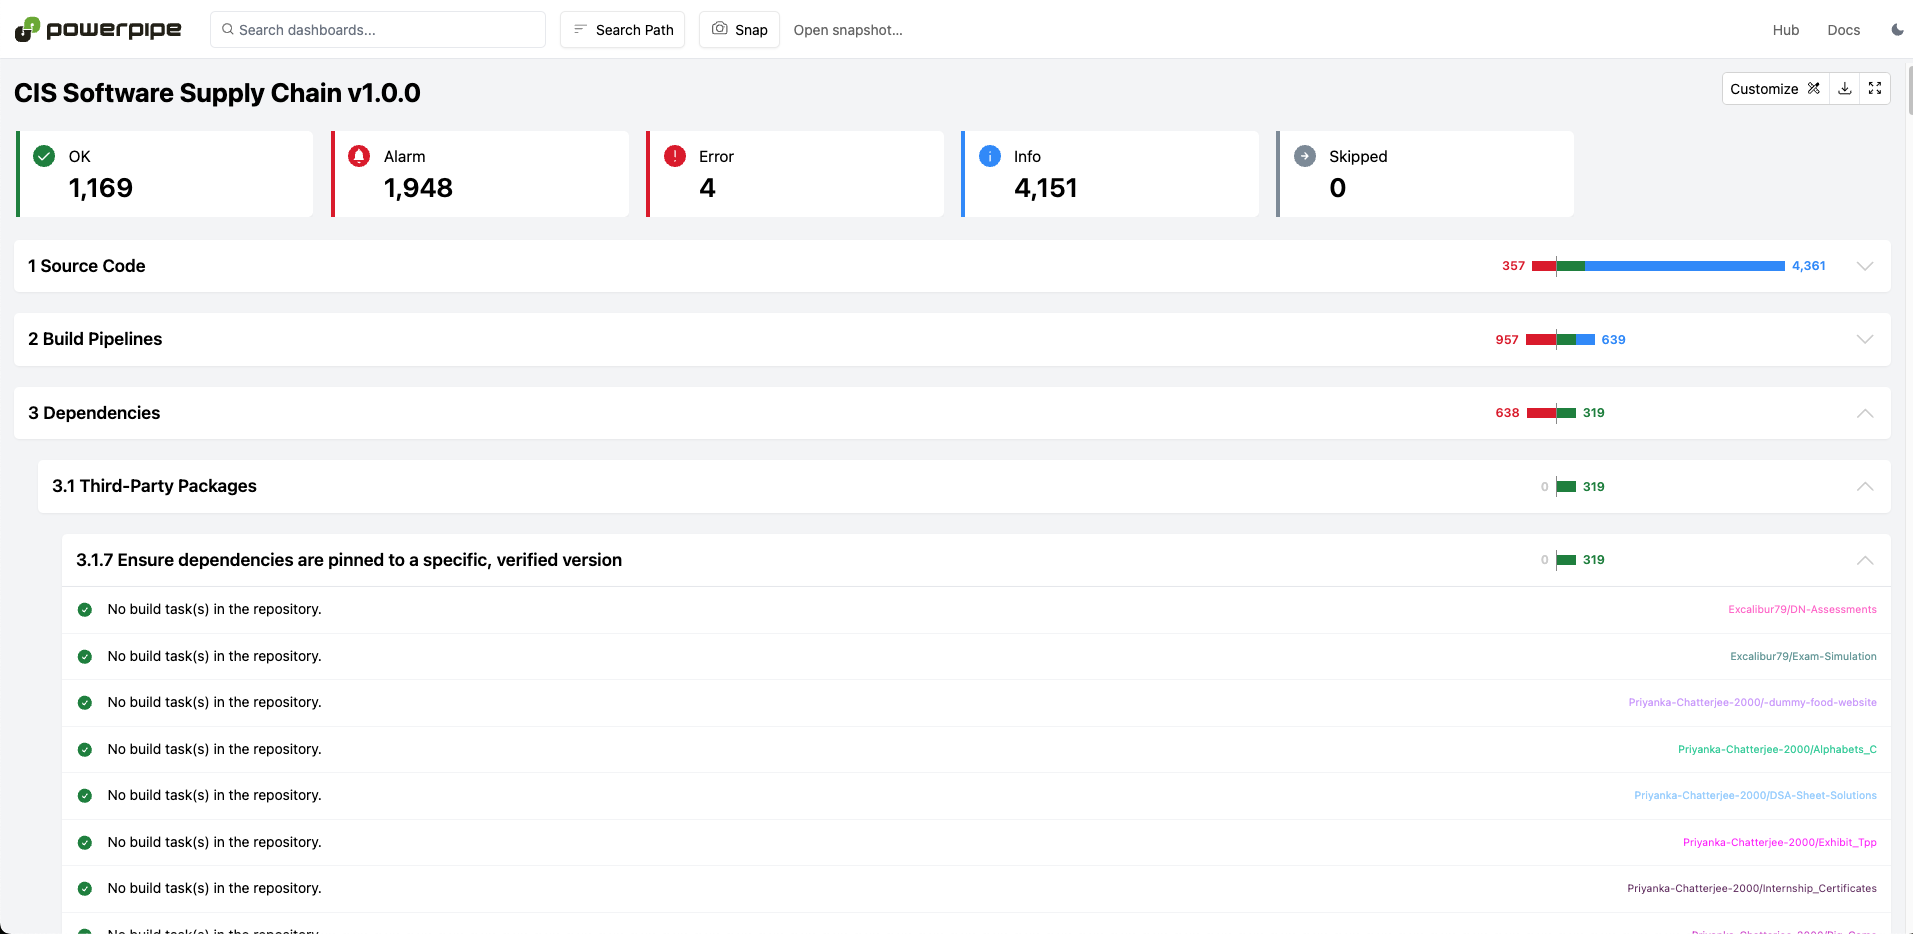 powerpipe Search dashboards... Search Path Snap Open snapshot... Hub Docs
CIS Software Supply Chain v1.0.0 Customize
OK Alarm Error Info Skipped
1,169 1,948 4 4,151 0
1 Source Code 357 4,361
2 Build Pipelines 957 639
3 Dependencies 638 319
3.1 Third-Party Packages 0 319
3.1.7 Ensure dependencies are pinned to a specific, verified version 0 319
No build task(s) in the repository. Excalibur79/DN-Assessments
No build task(s) in the repository. Excalibur79/Exam-Simulation
No build task(s) in the repository. Priyanka-Chatterjee-2000/-dummy-food-website
No build task(s) in the repository. Priyanka-Chatterjee-2000/Alphabets_C
No build task(s) in the repository. Priyanka-Chatterjee-2000/DSA-Sheet-Solutions
No build task(s) in the repository. Priyanka-Chatterjee-2000/Exhibit_Tpp
No build task(s) in the repository. Priyanka-Chatterjee-2000/Internship_Certificates
No build task(s) in the repository.